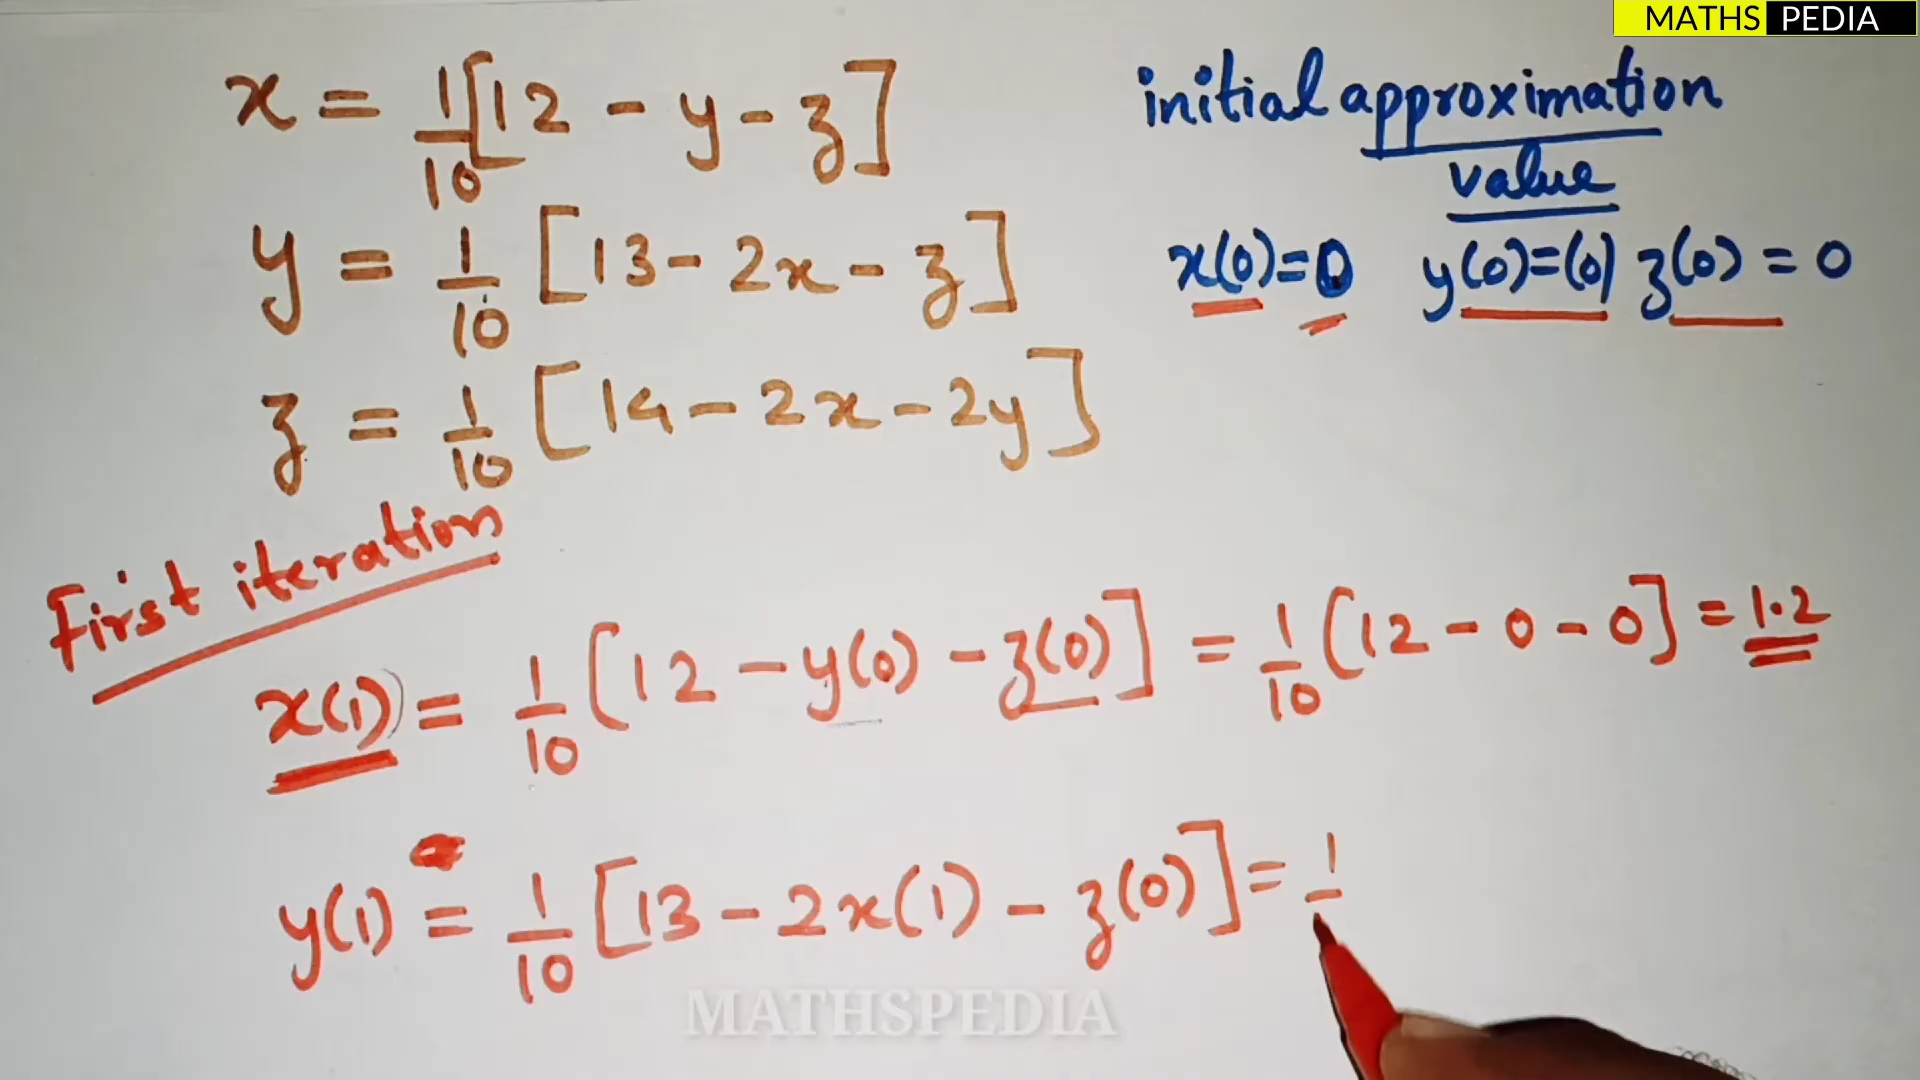 MATHS PEDIA
x = 1/10 [12 - y - z]
y = 1/10 [13 - 2x - z]
z = 1/10 [14 - 2x - 2y]
initial approximation
value
x(0)=0 y(0)=(0) z(0) = 0
First iteration
x(1) = 1/10 [12 - y(0) - z(0)] = 1/10 [12 - 0 - 0] = 1.2
y(1) = 1/10 [13 - 2x(1) - z(0)] = 1
MATHSPEDIA